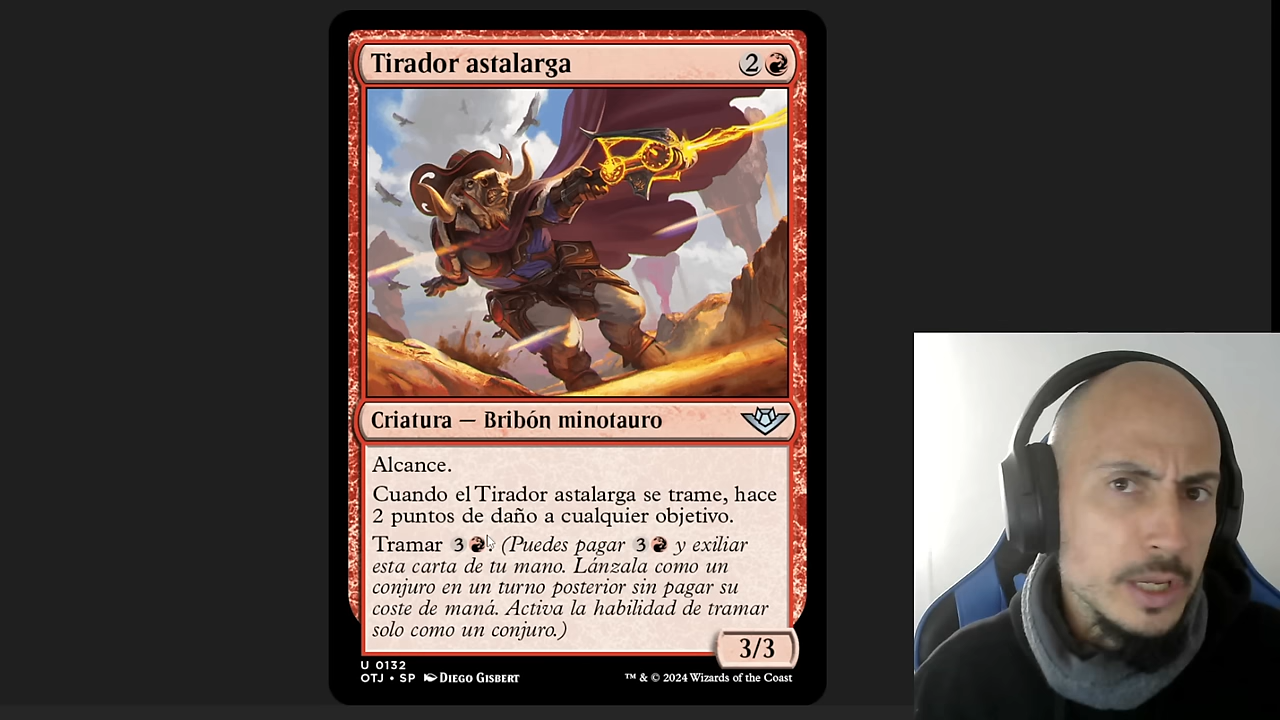 Tirador astalarga 2
Criatura — Bribón minotauro
Alcance.
Cuando el Tirador astalarga se trame, hace
2 puntos de daño a cualquier objetivo.
Tramar 3 (Puedes pagar 3 y exiliar
esta carta de tu mano. Lánzala como un
conjuro en un turno posterior sin pagar su
coste de maná. Activa la habilidad de tramar
solo como un conjuro.)
3/3
U 0132
OTJ • SP Diego Gisbert
™ & © 2024 Wizards of the Coast